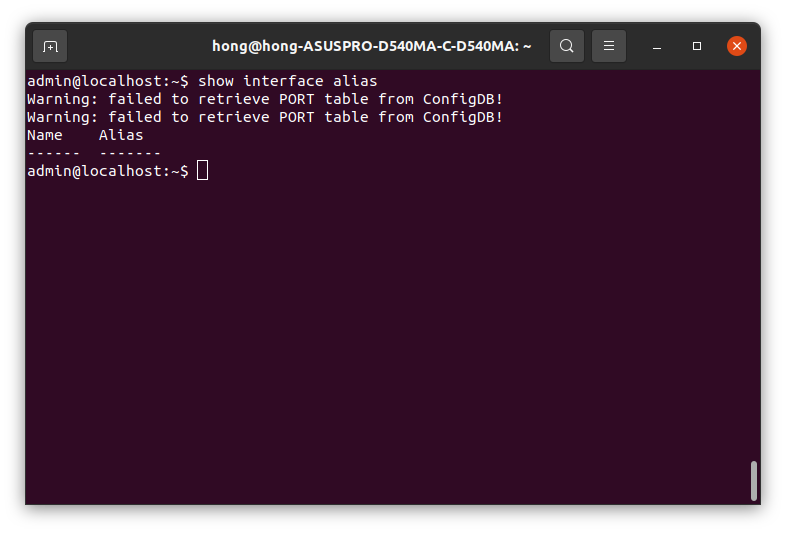 hong@hong-ASUSPRO-D540MA-C-D540MA: ~
admin@localhost:~$ show interface alias
Warning: failed to retrieve PORT table from ConfigDB!
Warning: failed to retrieve PORT table from ConfigDB!
Name    Alias
------  -------
admin@localhost:~$